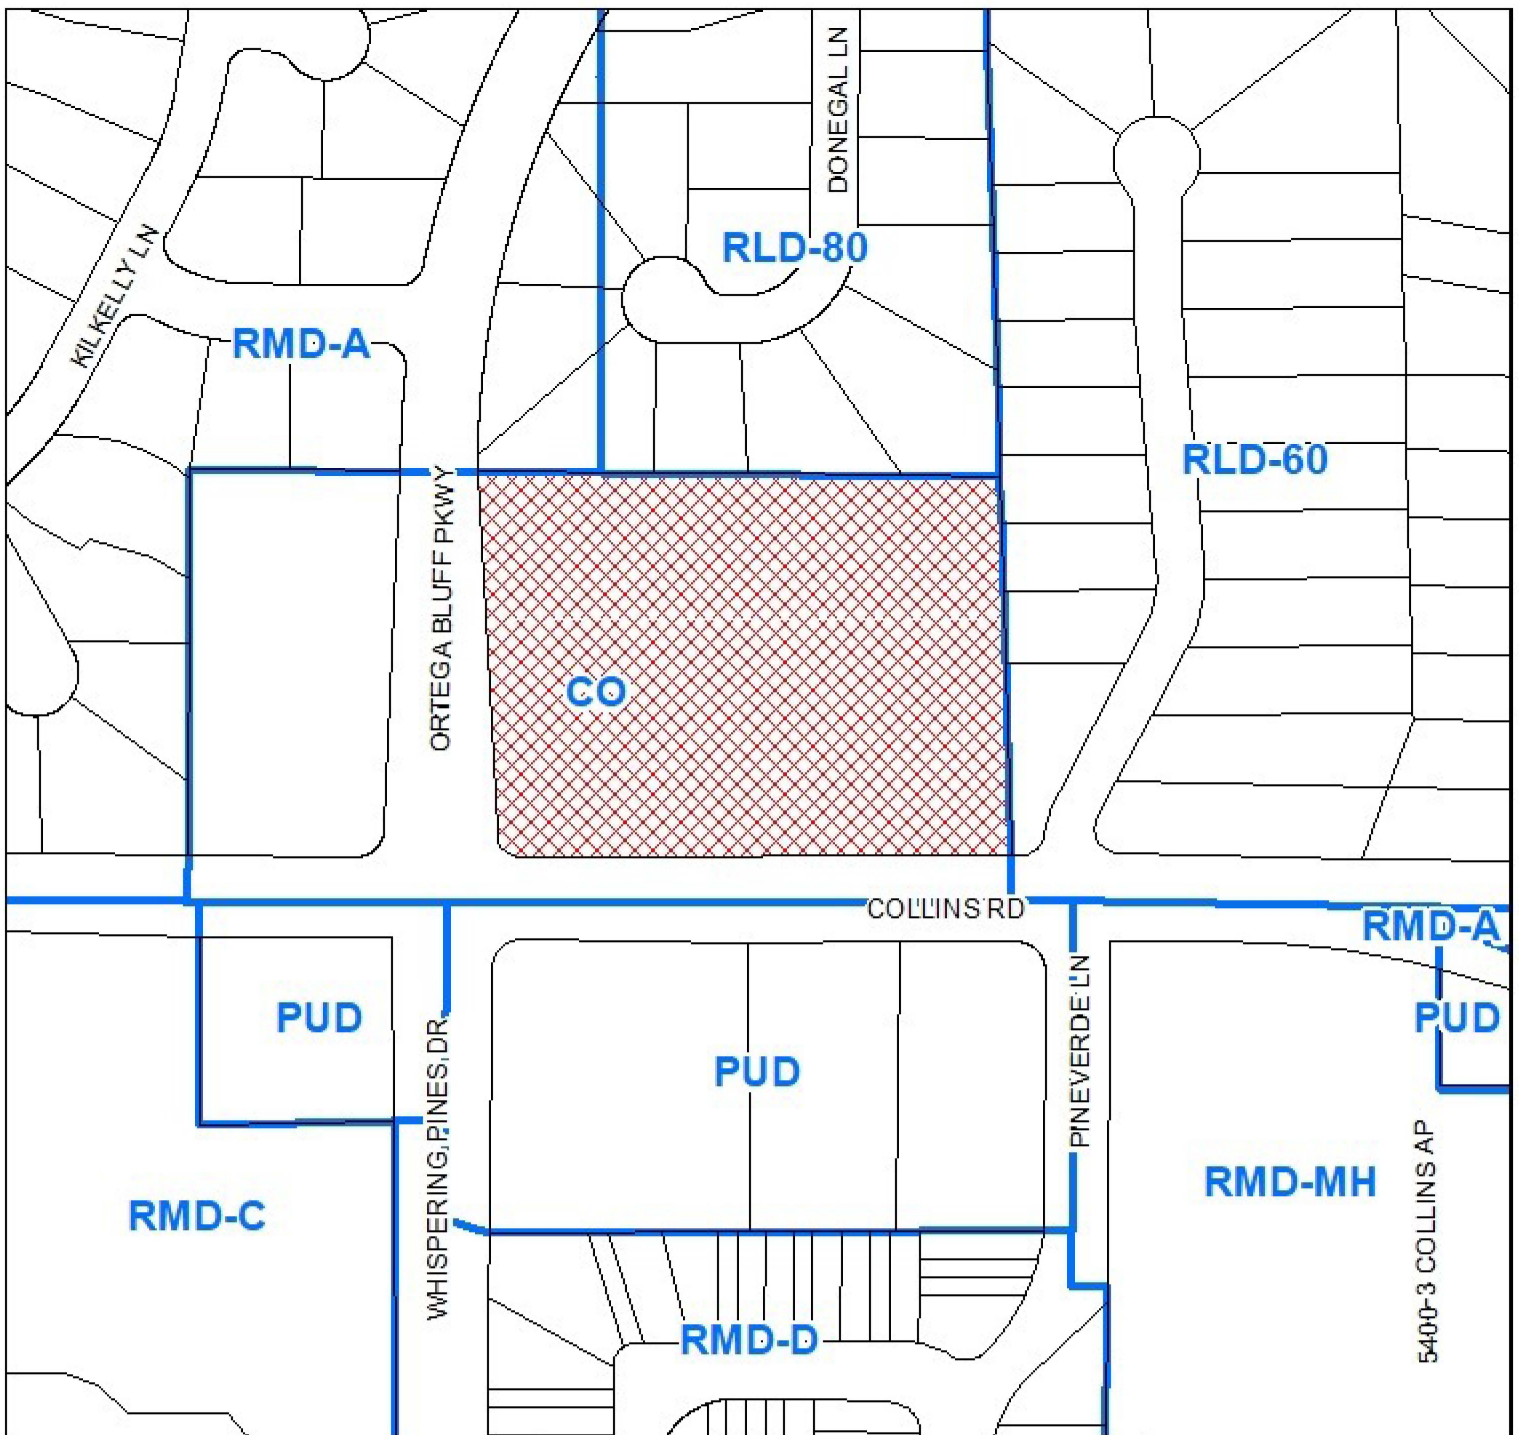 DONEGAL LN
RLD-80
KILKELLY LN
RMD-A
RLD-60
ORTEGA BLUFF PKWY
CO
COLLINS RD
RMD-A
PUD
PUD
PUD
WHISPERING PINES DR
PINEVERDE LN
RMD-MH
RMD-C
5400-3 COLLINS AP
RMD-D